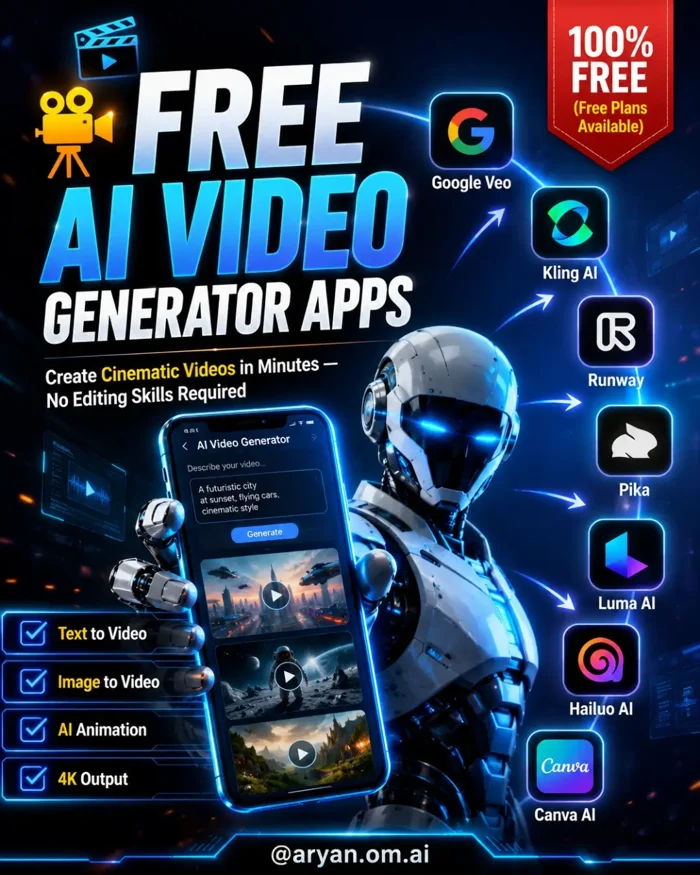 100%
FREE
(Free Plans
Available)
FREE
AI VIDEO
GENERATOR APPS
Create Cinematic Videos in Minutes —
No Editing Skills Required
Google Veo
Kling AI
Runway
Pika
Luma AI
Hailuo AI
Canva
Canva AI
AI Video Generator
Describe your video...
A futuristic city
at sunset, flying cars,
cinematic style
Generate
Text to Video
Image to Video
AI Animation
4K Output
@aryan.om.ai